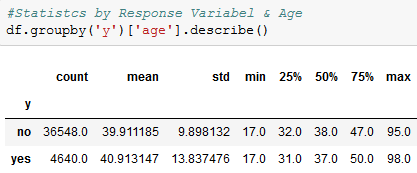 #Statistcs by Response Variabel & Age
df.groupby('y')['age'].describe()
count mean std min 25% 50% 75% max
y
no 36548.0 39.911185 9.898132 17.0 32.0 38.0 47.0 95.0
yes 4640.0 40.913147 13.837476 17.0 31.0 37.0 50.0 98.0